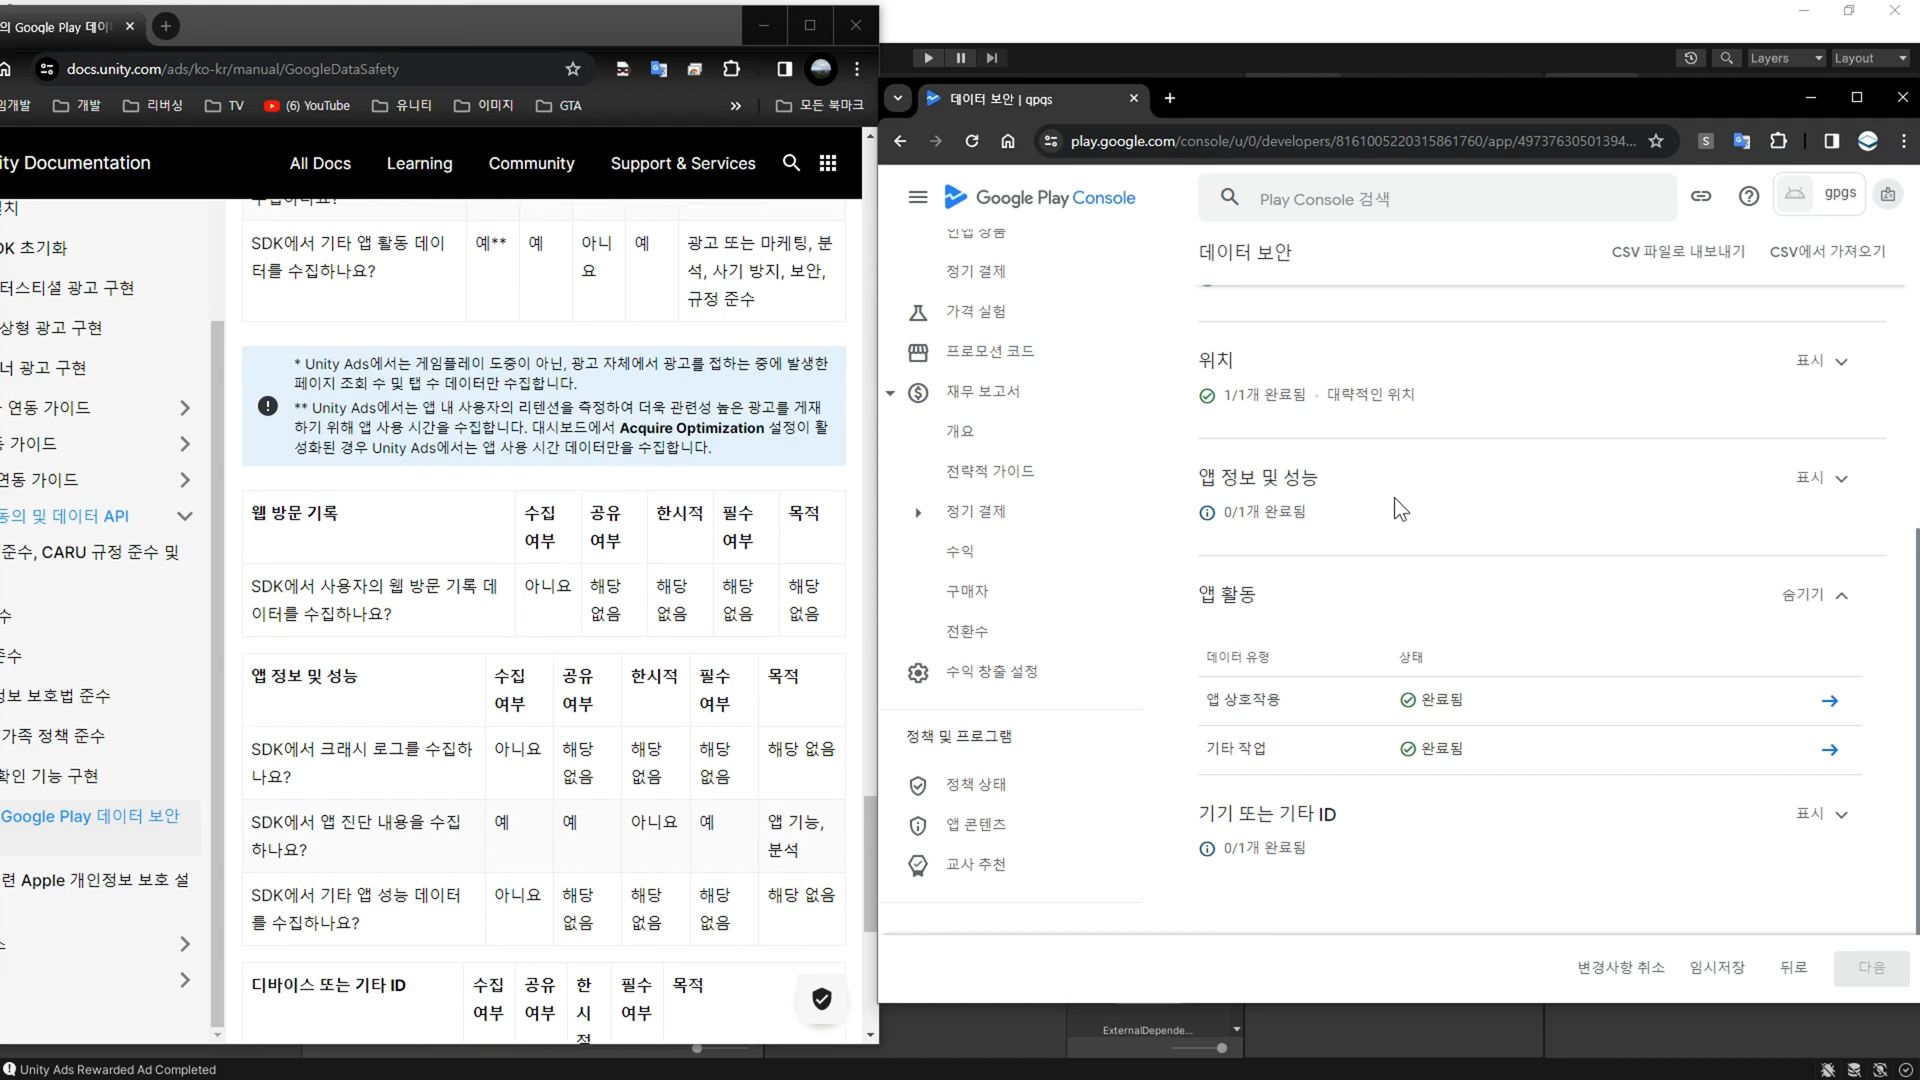 의 Google Play 데이
docs.unity.com/ads/ko-kr/manual/GoogleDataSafety
임개발
개발
리버싱
TV
(6) YouTube
유니티
이미지
GTA
»
모든 북마크
ity Documentation
All Docs
Learning
Community
Support & Services
설치
DK 초기화
터스티셜 광고 구현
상형 광고 구현
너 광고 구현
연동 가이드
가이드
연동 가이드
동의 및 데이터 API
준수, CARU 규정 준수 및
수
준수
정보 보호법 준수
가족 정책 준수
확인 기능 구현
Google Play 데이터 보안
련 Apple 개인정보 보호 설
수집하나요?
SDK에서 기타 앱 활동 데이
터를 수집하나요?
예**
예
아니
요
예
광고 또는 마케팅, 분
석, 사기 방지, 보안,
규정 준수
* Unity Ads에서는 게임플레이 도중이 아닌, 광고 자체에서 광고를 접하는 중에 발생한
페이지 조회 수 및 탭 수 데이터만 수집합니다.
** Unity Ads에서는 앱 내 사용자의 리텐션을 측정하여 더욱 관련성 높은 광고를 게재
하기 위해 앱 사용 시간을 수집합니다. 대시보드에서 Acquire Optimization 설정이 활
성화된 경우 Unity Ads에서는 앱 사용 시간 데이터만을 수집합니다.
웹 방문 기록
수집
여부
공유
여부
한시적
필수
여부
목적
SDK에서 사용자의 웹 방문 기록 데
이터를 수집하나요?
아니요
해당
없음
해당
없음
해당
없음
해당
없음
앱 정보 및 성능
수집
여부
공유
여부
한시적
필수
여부
목적
SDK에서 크래시 로그를 수집하
나요?
아니요
해당
없음
해당
없음
해당
없음
해당 없음
SDK에서 앱 진단 내용을 수집
하나요?
예
예
아니요
예
앱 기능,
분석
SDK에서 기타 앱 성능 데이터
를 수집하나요?
아니요
해당
없음
해당
없음
해당
없음
해당 없음
디바이스 또는 기타 ID
수집
여부
공유
여부
한
시
적
필수
여부
목적
Unity Ads Rewarded Ad Completed
Layers
Layout
데이터 보안 | gpgs
play.google.com/console/u/0/developers/8161005220315861760/app/49737630501394...
S
Google Play Console
Play Console 검색
gpgs
인앱 상품
정기 결제
가격 실험
프로모션 코드
재무 보고서
개요
전략적 가이드
정기 결제
수익
구매자
전환수
수익 창출 설정
정책 및 프로그램
정책 상태
앱 콘텐츠
교사 추천
데이터 보안
CSV 파일로 내보내기
CSV에서 가져오기
위치
표시
1/1개 완료됨 • 대략적인 위치
앱 정보 및 성능
표시
0/1개 완료됨
앱 활동
숨기기
데이터 유형
상태
앱 상호작용
완료됨
기타 작업
완료됨
기기 또는 기타 ID
표시
0/1개 완료됨
변경사항 취소
임시저장
뒤로
다음
ExternalDepende...